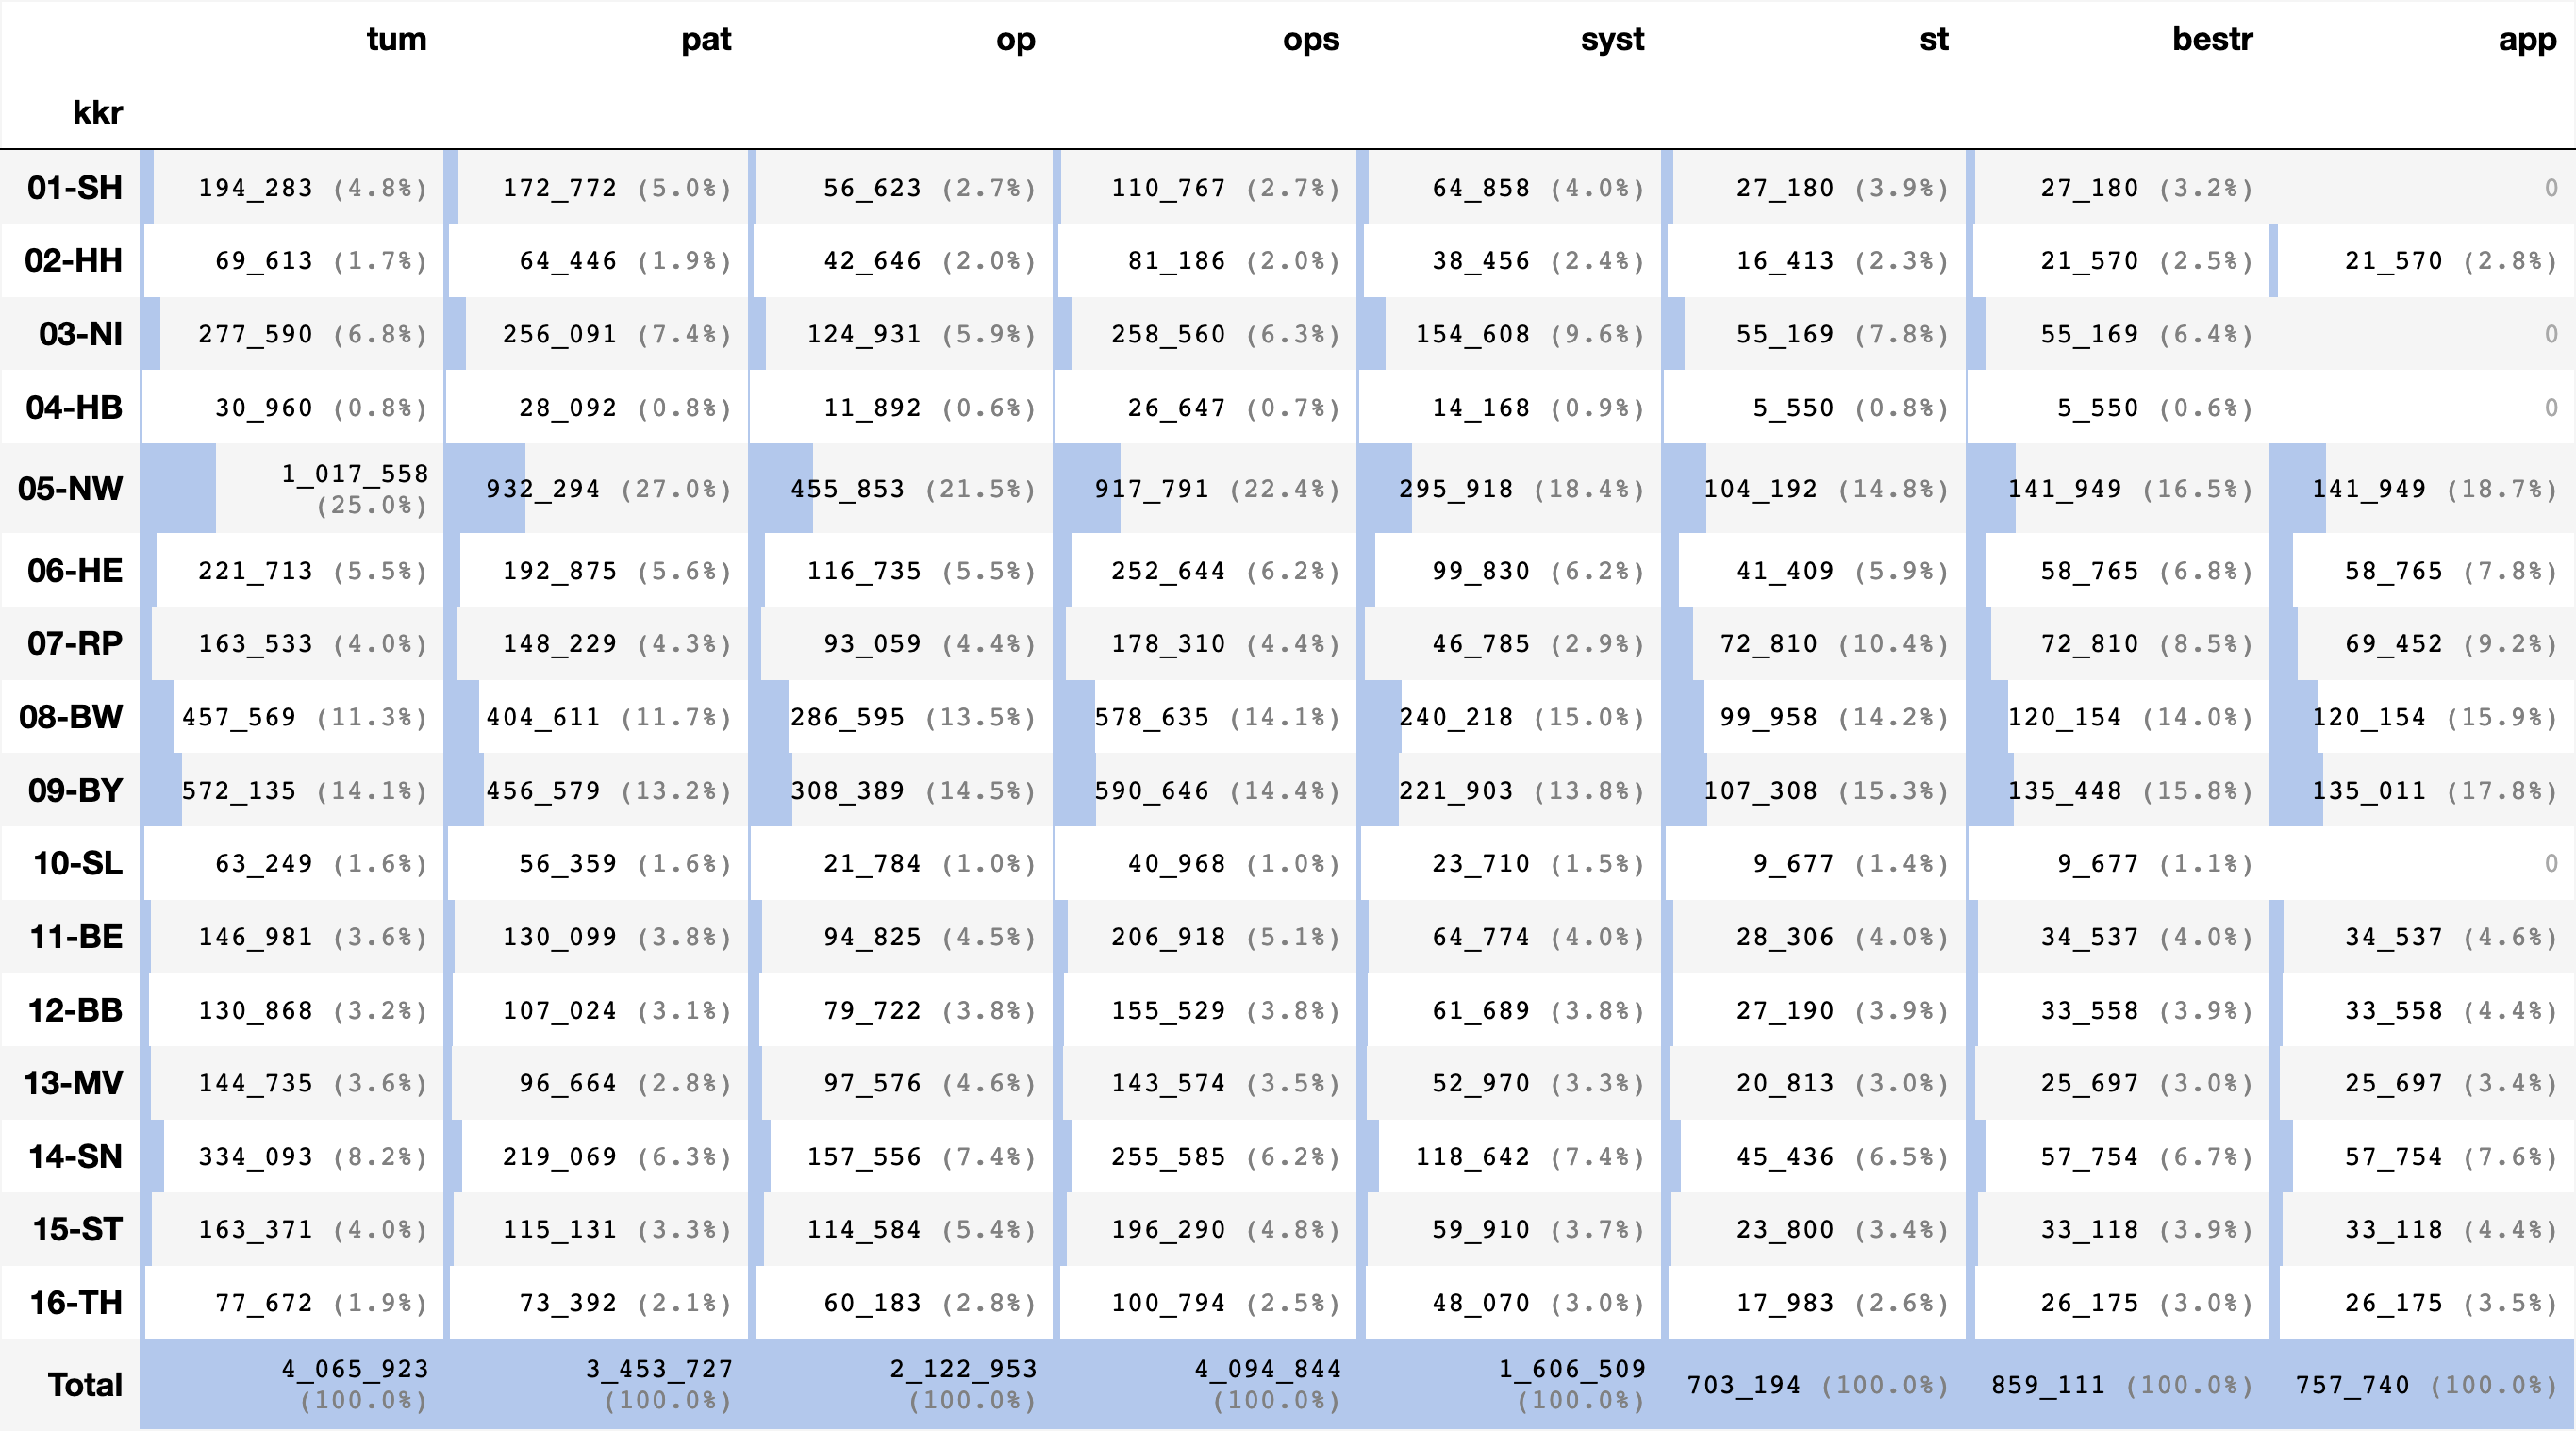 tum pat op ops syst st bestr app
kkr
01-SH 194_283 (4.8%) 172_772 (5.0%) 56_623 (2.7%) 110_767 (2.7%) 64_858 (4.0%) 27_180 (3.9%) 27_180 (3.2%) 0
02-HH 69_613 (1.7%) 64_446 (1.9%) 42_646 (2.0%) 81_186 (2.0%) 38_456 (2.4%) 16_413 (2.3%) 21_570 (2.5%) 21_570 (2.8%)
03-NI 277_590 (6.8%) 256_091 (7.4%) 124_931 (5.9%) 258_560 (6.3%) 154_608 (9.6%) 55_169 (7.8%) 55_169 (6.4%) 0
04-HB 30_960 (0.8%) 28_092 (0.8%) 11_892 (0.6%) 26_647 (0.7%) 14_168 (0.9%) 5_550 (0.8%) 5_550 (0.6%) 0
05-NW 1_017_558 (25.0%) 932_294 (27.0%) 455_853 (21.5%) 917_791 (22.4%) 295_918 (18.4%) 104_192 (14.8%) 141_949 (16.5%) 141_949 (18.7%)
06-HE 221_713 (5.5%) 192_875 (5.6%) 116_735 (5.5%) 252_644 (6.2%) 99_830 (6.2%) 41_409 (5.9%) 58_765 (6.8%) 58_765 (7.8%)
07-RP 163_533 (4.0%) 148_229 (4.3%) 93_059 (4.4%) 178_310 (4.4%) 46_785 (2.9%) 72_810 (10.4%) 72_810 (8.5%) 69_452 (9.2%)
08-BW 457_569 (11.3%) 404_611 (11.7%) 286_595 (13.5%) 578_635 (14.1%) 240_218 (15.0%) 99_958 (14.2%) 120_154 (14.0%) 120_154 (15.9%)
09-BY 572_135 (14.1%) 456_579 (13.2%) 308_389 (14.5%) 590_646 (14.4%) 221_903 (13.8%) 107_308 (15.3%) 135_448 (15.8%) 135_011 (17.8%)
10-SL 63_249 (1.6%) 56_359 (1.6%) 21_784 (1.0%) 40_968 (1.0%) 23_710 (1.5%) 9_677 (1.4%) 9_677 (1.1%) 0
11-BE 146_981 (3.6%) 130_099 (3.8%) 94_825 (4.5%) 206_918 (5.1%) 64_774 (4.0%) 28_306 (4.0%) 34_537 (4.0%) 34_537 (4.6%)
12-BB 130_868 (3.2%) 107_024 (3.1%) 79_722 (3.8%) 155_529 (3.8%) 61_689 (3.8%) 27_190 (3.9%) 33_558 (3.9%) 33_558 (4.4%)
13-MV 144_735 (3.6%) 96_664 (2.8%) 97_576 (4.6%) 143_574 (3.5%) 52_970 (3.3%) 20_813 (3.0%) 25_697 (3.0%) 25_697 (3.4%)
14-SN 334_093 (8.2%) 219_069 (6.3%) 157_556 (7.4%) 255_585 (6.2%) 118_642 (7.4%) 45_436 (6.5%) 57_754 (6.7%) 57_754 (7.6%)
15-ST 163_371 (4.0%) 115_131 (3.3%) 114_584 (5.4%) 196_290 (4.8%) 59_910 (3.7%) 23_800 (3.4%) 33_118 (3.9%) 33_118 (4.4%)
16-TH 77_672 (1.9%) 73_392 (2.1%) 60_183 (2.8%) 100_794 (2.5%) 48_070 (3.0%) 17_983 (2.6%) 26_175 (3.0%) 26_175 (3.5%)
Total 4_065_923 (100.0%) 3_453_727 (100.0%) 2_122_953 (100.0%) 4_094_844 (100.0%) 1_606_509 (100.0%) 703_194 (100.0%) 859_111 (100.0%) 757_740 (100.0%)